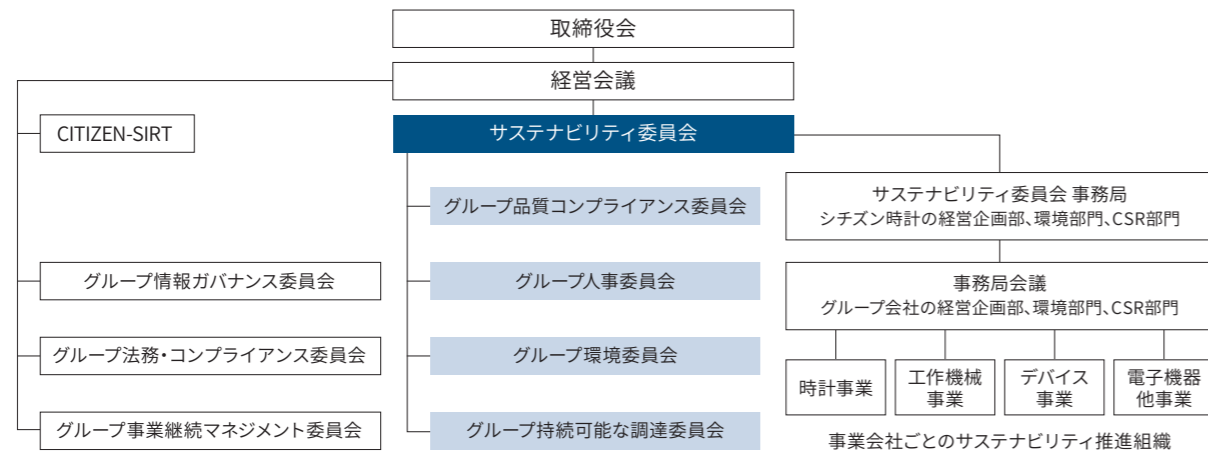 取締役会
経営会議
CITIZEN-SIRT
サステナビリティ委員会
グループ品質コンプライアンス委員会
サステナビリティ委員会 事務局
シチズン時計の経営企画部、環境部門、CSR部門
グループ情報ガバナンス委員会
グループ人事委員会
事務局会議
グループ会社の経営企画部、環境部門、CSR部門
グループ法務・コンプライアンス委員会
グループ環境委員会
時計事業
工作機械
事業
デバイス
事業
電子機器
他事業
グループ事業継続マネジメント委員会
グループ持続可能な調達委員会
事業会社ごとのサステナビリティ推進組織